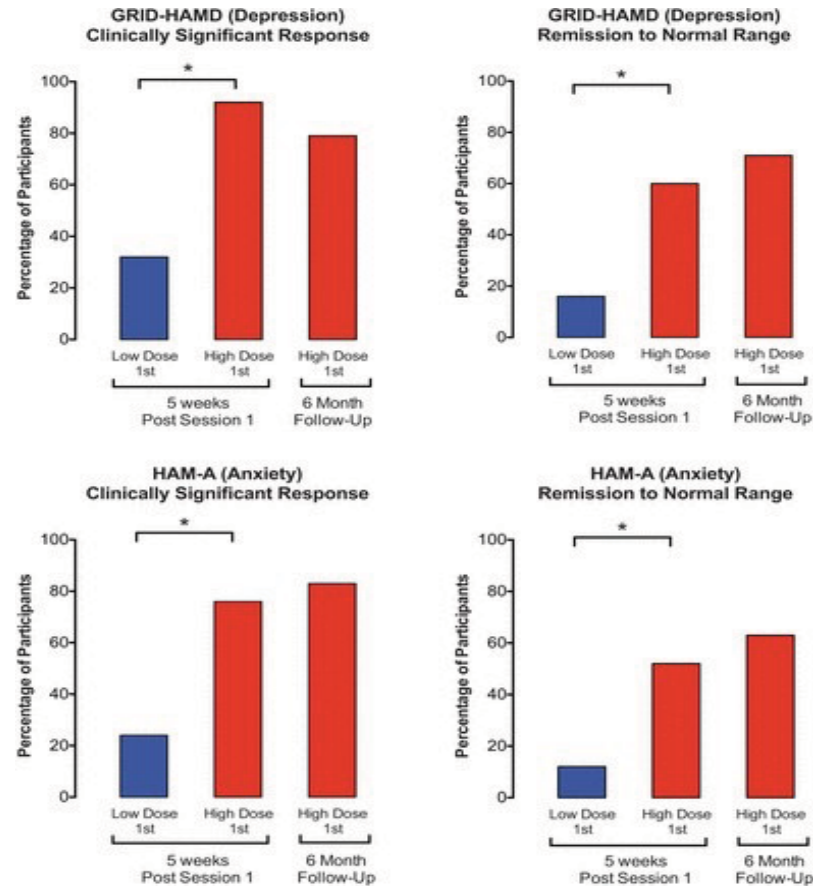 GRID-HAMD (Depression)
Clinically Significant Response
*
100
80
60
40
20
0
Percentage of Participants
Low Dose
1st
High Dose
1st
High Dose
1st
5 weeks
Post Session 1
6 Month
Follow-Up
GRID-HAMD (Depression)
Remission to Normal Range
*
100
80
60
40
20
0
Percentage of Participants
Low Dose
1st
High Dose
1st
High Dose
1st
5 weeks
Post Session 1
6 Month
Follow-Up
HAM-A (Anxiety)
Clinically Significant Response
*
100
80
60
40
20
0
Percentage of Participants
Low Dose
1st
High Dose
1st
High Dose
1st
5 weeks
Post Session 1
6 Month
Follow-Up
HAM-A (Anxiety)
Remission to Normal Range
*
100
80
60
40
20
0
Percentage of Participants
Low Dose
1st
High Dose
1st
High Dose
1st
5 weeks
Post Session 1
6 Month
Follow-Up